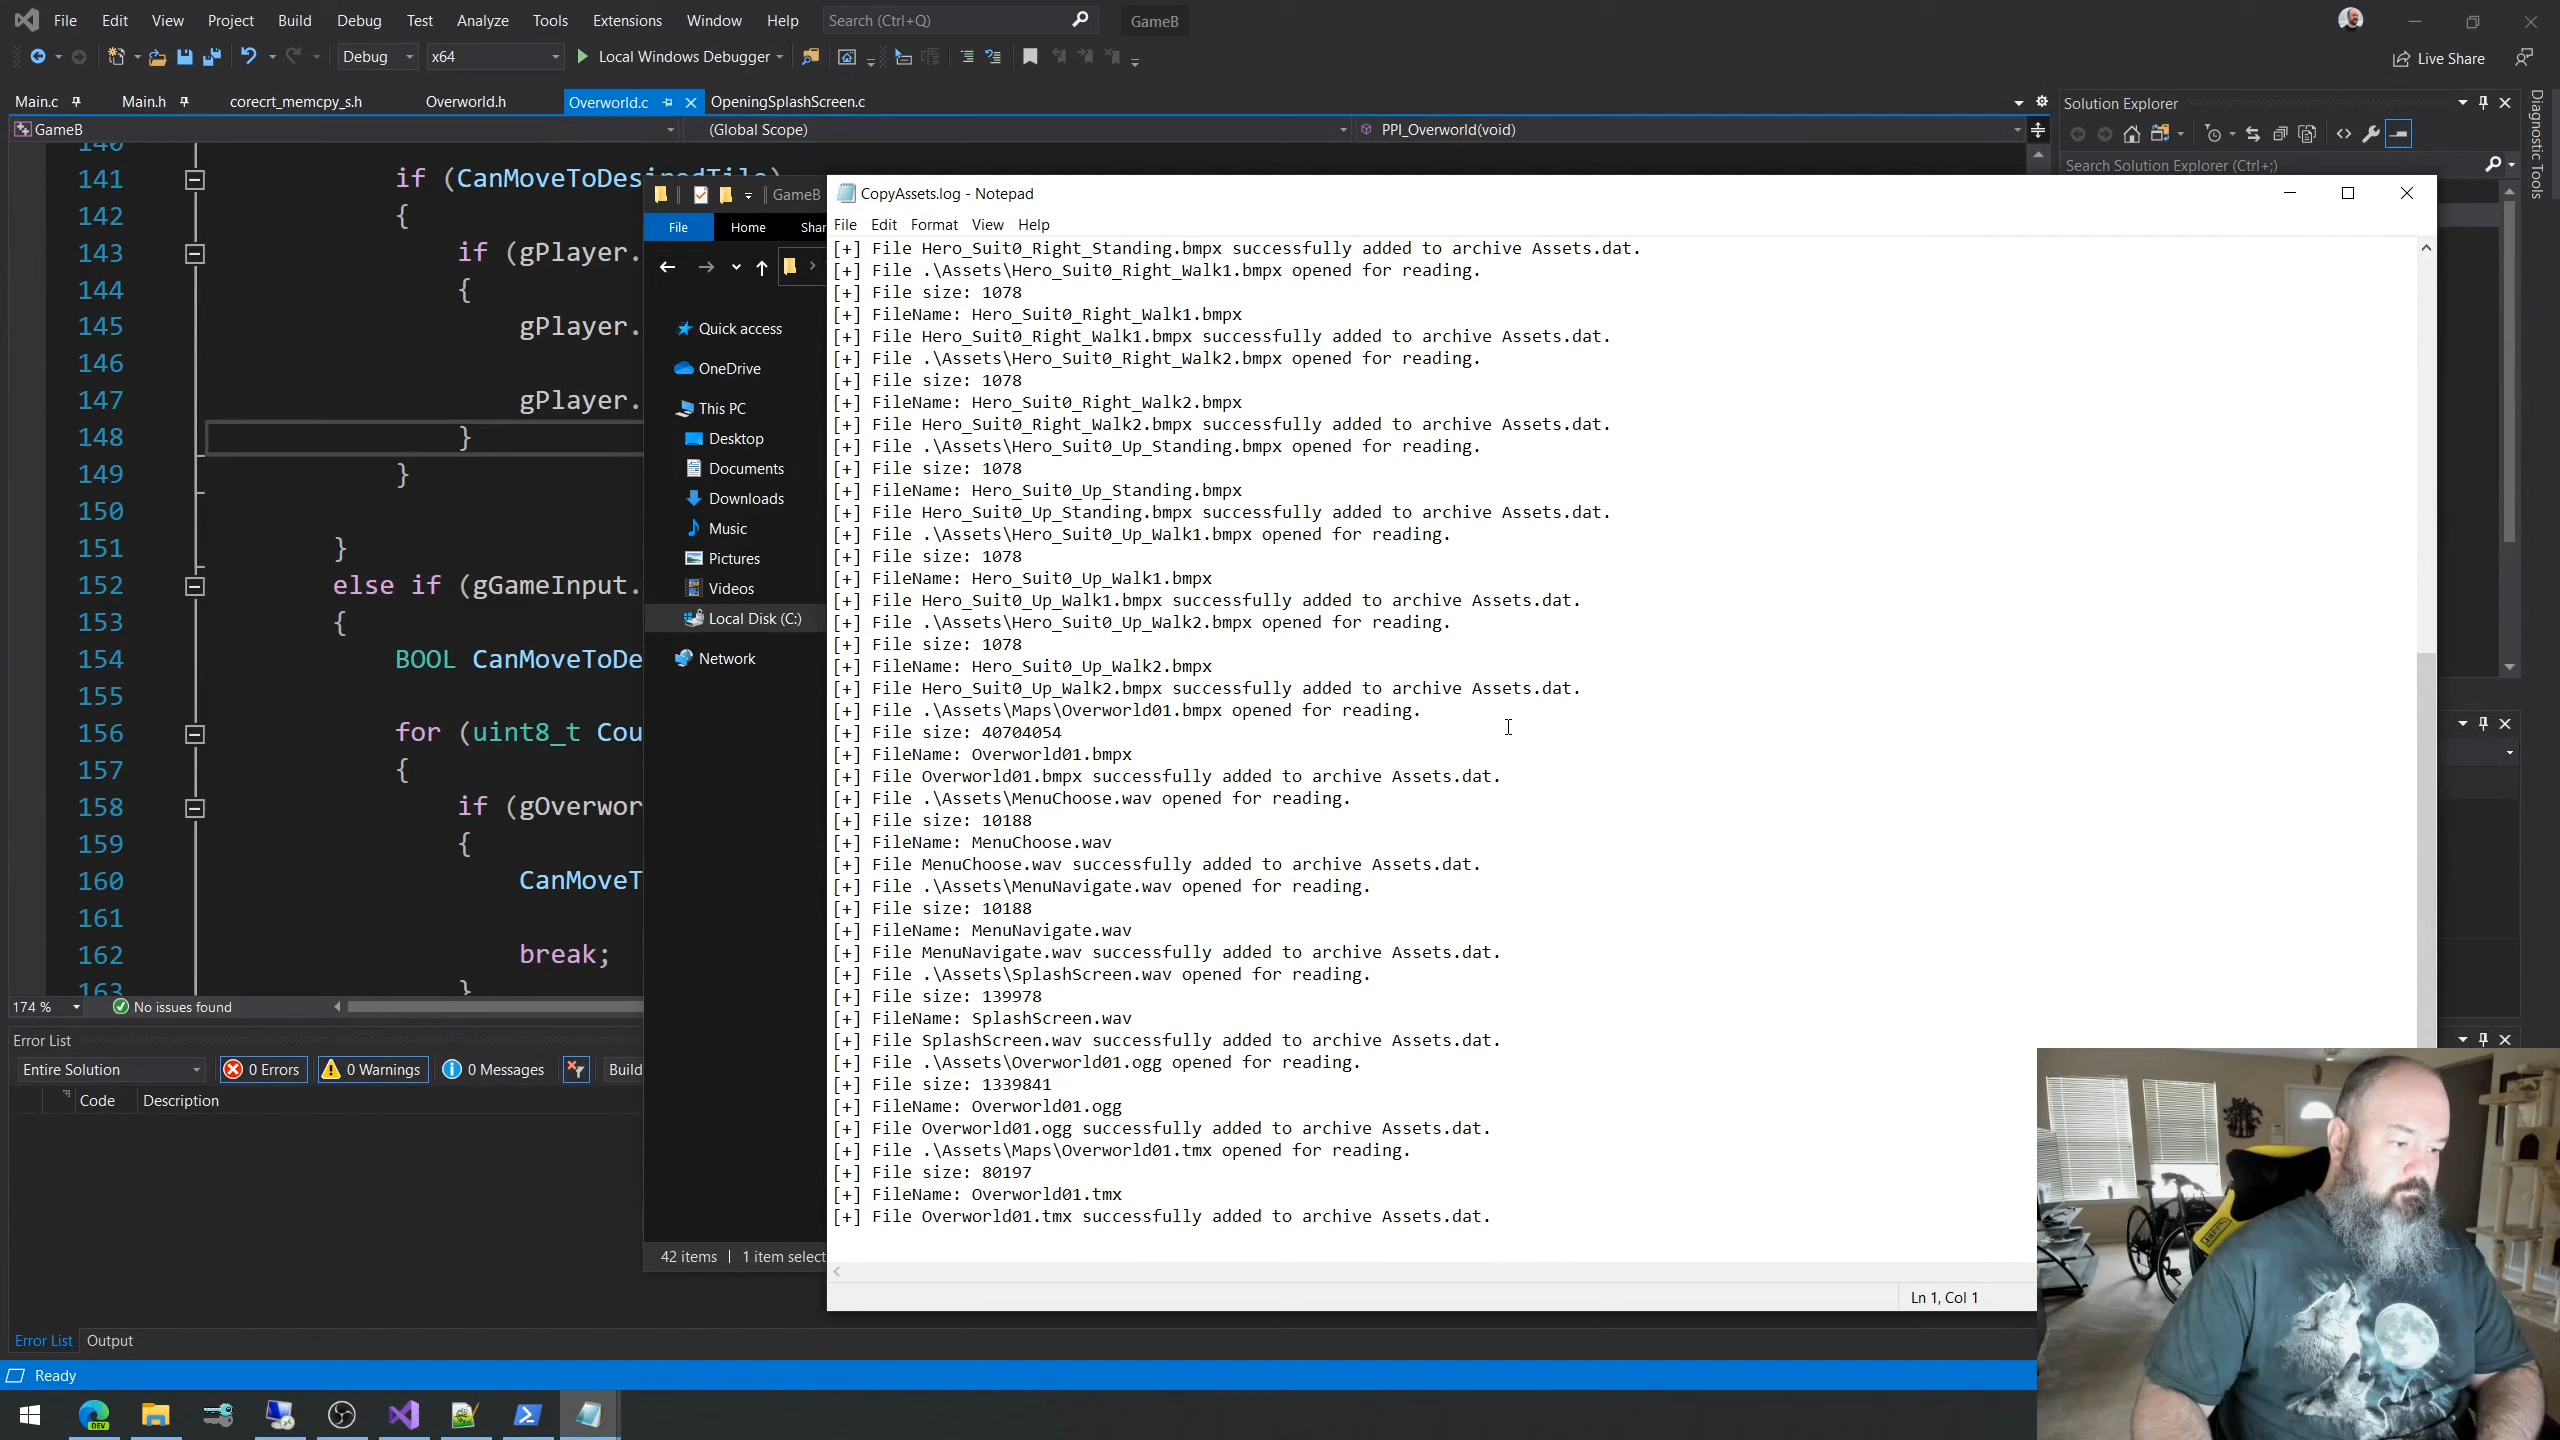 File Edit View Project Build Debug Test Analyze Tools Extensions Window Help Search (Ctrl+Q) GameB
Debug x64 Local Windows Debugger Live Share
Main.c Main.h corecrt_memcpy_s.h Overworld.h Overworld.c OpeningSplashScreen.c
GameB (Global Scope) PPI_Overworld(void)
Solution Explorer
Search Solution Explorer (Ctrl+;)
Diagnostic Tools
140
141 if (CanMoveToDesiredTile)
142 {
143 if (gPlayer.
144 {
145 gPlayer.
146
147 gPlayer.
148 }
149 }
150
151 }
152 else if (gGameInput.
153 {
154 BOOL CanMoveToDe
155
156 for (uint8_t Cou
157 {
158 if (gOverwor
159 {
160 CanMoveT
161
162 break;
163 }
174 % No issues found
Error List
Entire Solution 0 Errors 0 Warnings 0 Messages Build
Code Description
Error List Output
Ready
GameB
File Home Shar
Quick access
OneDrive
This PC
Desktop
Documents
Downloads
Music
Pictures
Videos
Local Disk (C:)
Network
42 items 1 item select
CopyAssets.log - Notepad
File Edit Format View Help
[+] File Hero_Suit0_Right_Standing.bmpx successfully added to archive Assets.dat.
[+] File .\Assets\Hero_Suit0_Right_Walk1.bmpx opened for reading.
[+] File size: 1078
[+] FileName: Hero_Suit0_Right_Walk1.bmpx
[+] File Hero_Suit0_Right_Walk1.bmpx successfully added to archive Assets.dat.
[+] File .\Assets\Hero_Suit0_Right_Walk2.bmpx opened for reading.
[+] File size: 1078
[+] FileName: Hero_Suit0_Right_Walk2.bmpx
[+] File Hero_Suit0_Right_Walk2.bmpx successfully added to archive Assets.dat.
[+] File .\Assets\Hero_Suit0_Up_Standing.bmpx opened for reading.
[+] File size: 1078
[+] FileName: Hero_Suit0_Up_Standing.bmpx
[+] File Hero_Suit0_Up_Standing.bmpx successfully added to archive Assets.dat.
[+] File .\Assets\Hero_Suit0_Up_Walk1.bmpx opened for reading.
[+] File size: 1078
[+] FileName: Hero_Suit0_Up_Walk1.bmpx
[+] File Hero_Suit0_Up_Walk1.bmpx successfully added to archive Assets.dat.
[+] File .\Assets\Hero_Suit0_Up_Walk2.bmpx opened for reading.
[+] File size: 1078
[+] FileName: Hero_Suit0_Up_Walk2.bmpx
[+] File Hero_Suit0_Up_Walk2.bmpx successfully added to archive Assets.dat.
[+] File .\Assets\Maps\Overworld01.bmpx opened for reading.
[+] File size: 40704054
[+] FileName: Overworld01.bmpx
[+] File Overworld01.bmpx successfully added to archive Assets.dat.
[+] File .\Assets\MenuChoose.wav opened for reading.
[+] File size: 10188
[+] FileName: MenuChoose.wav
[+] File MenuChoose.wav successfully added to archive Assets.dat.
[+] File .\Assets\MenuNavigate.wav opened for reading.
[+] File size: 10188
[+] FileName: MenuNavigate.wav
[+] File MenuNavigate.wav successfully added to archive Assets.dat.
[+] File .\Assets\SplashScreen.wav opened for reading.
[+] File size: 139978
[+] FileName: SplashScreen.wav
[+] File SplashScreen.wav successfully added to archive Assets.dat.
[+] File .\Assets\Overworld01.ogg opened for reading.
[+] File size: 1339841
[+] FileName: Overworld01.ogg
[+] File Overworld01.ogg successfully added to archive Assets.dat.
[+] File .\Assets\Maps\Overworld01.tmx opened for reading.
[+] File size: 80197
[+] FileName: Overworld01.tmx
[+] File Overworld01.tmx successfully added to archive Assets.dat.
Ln 1, Col 1
DEV